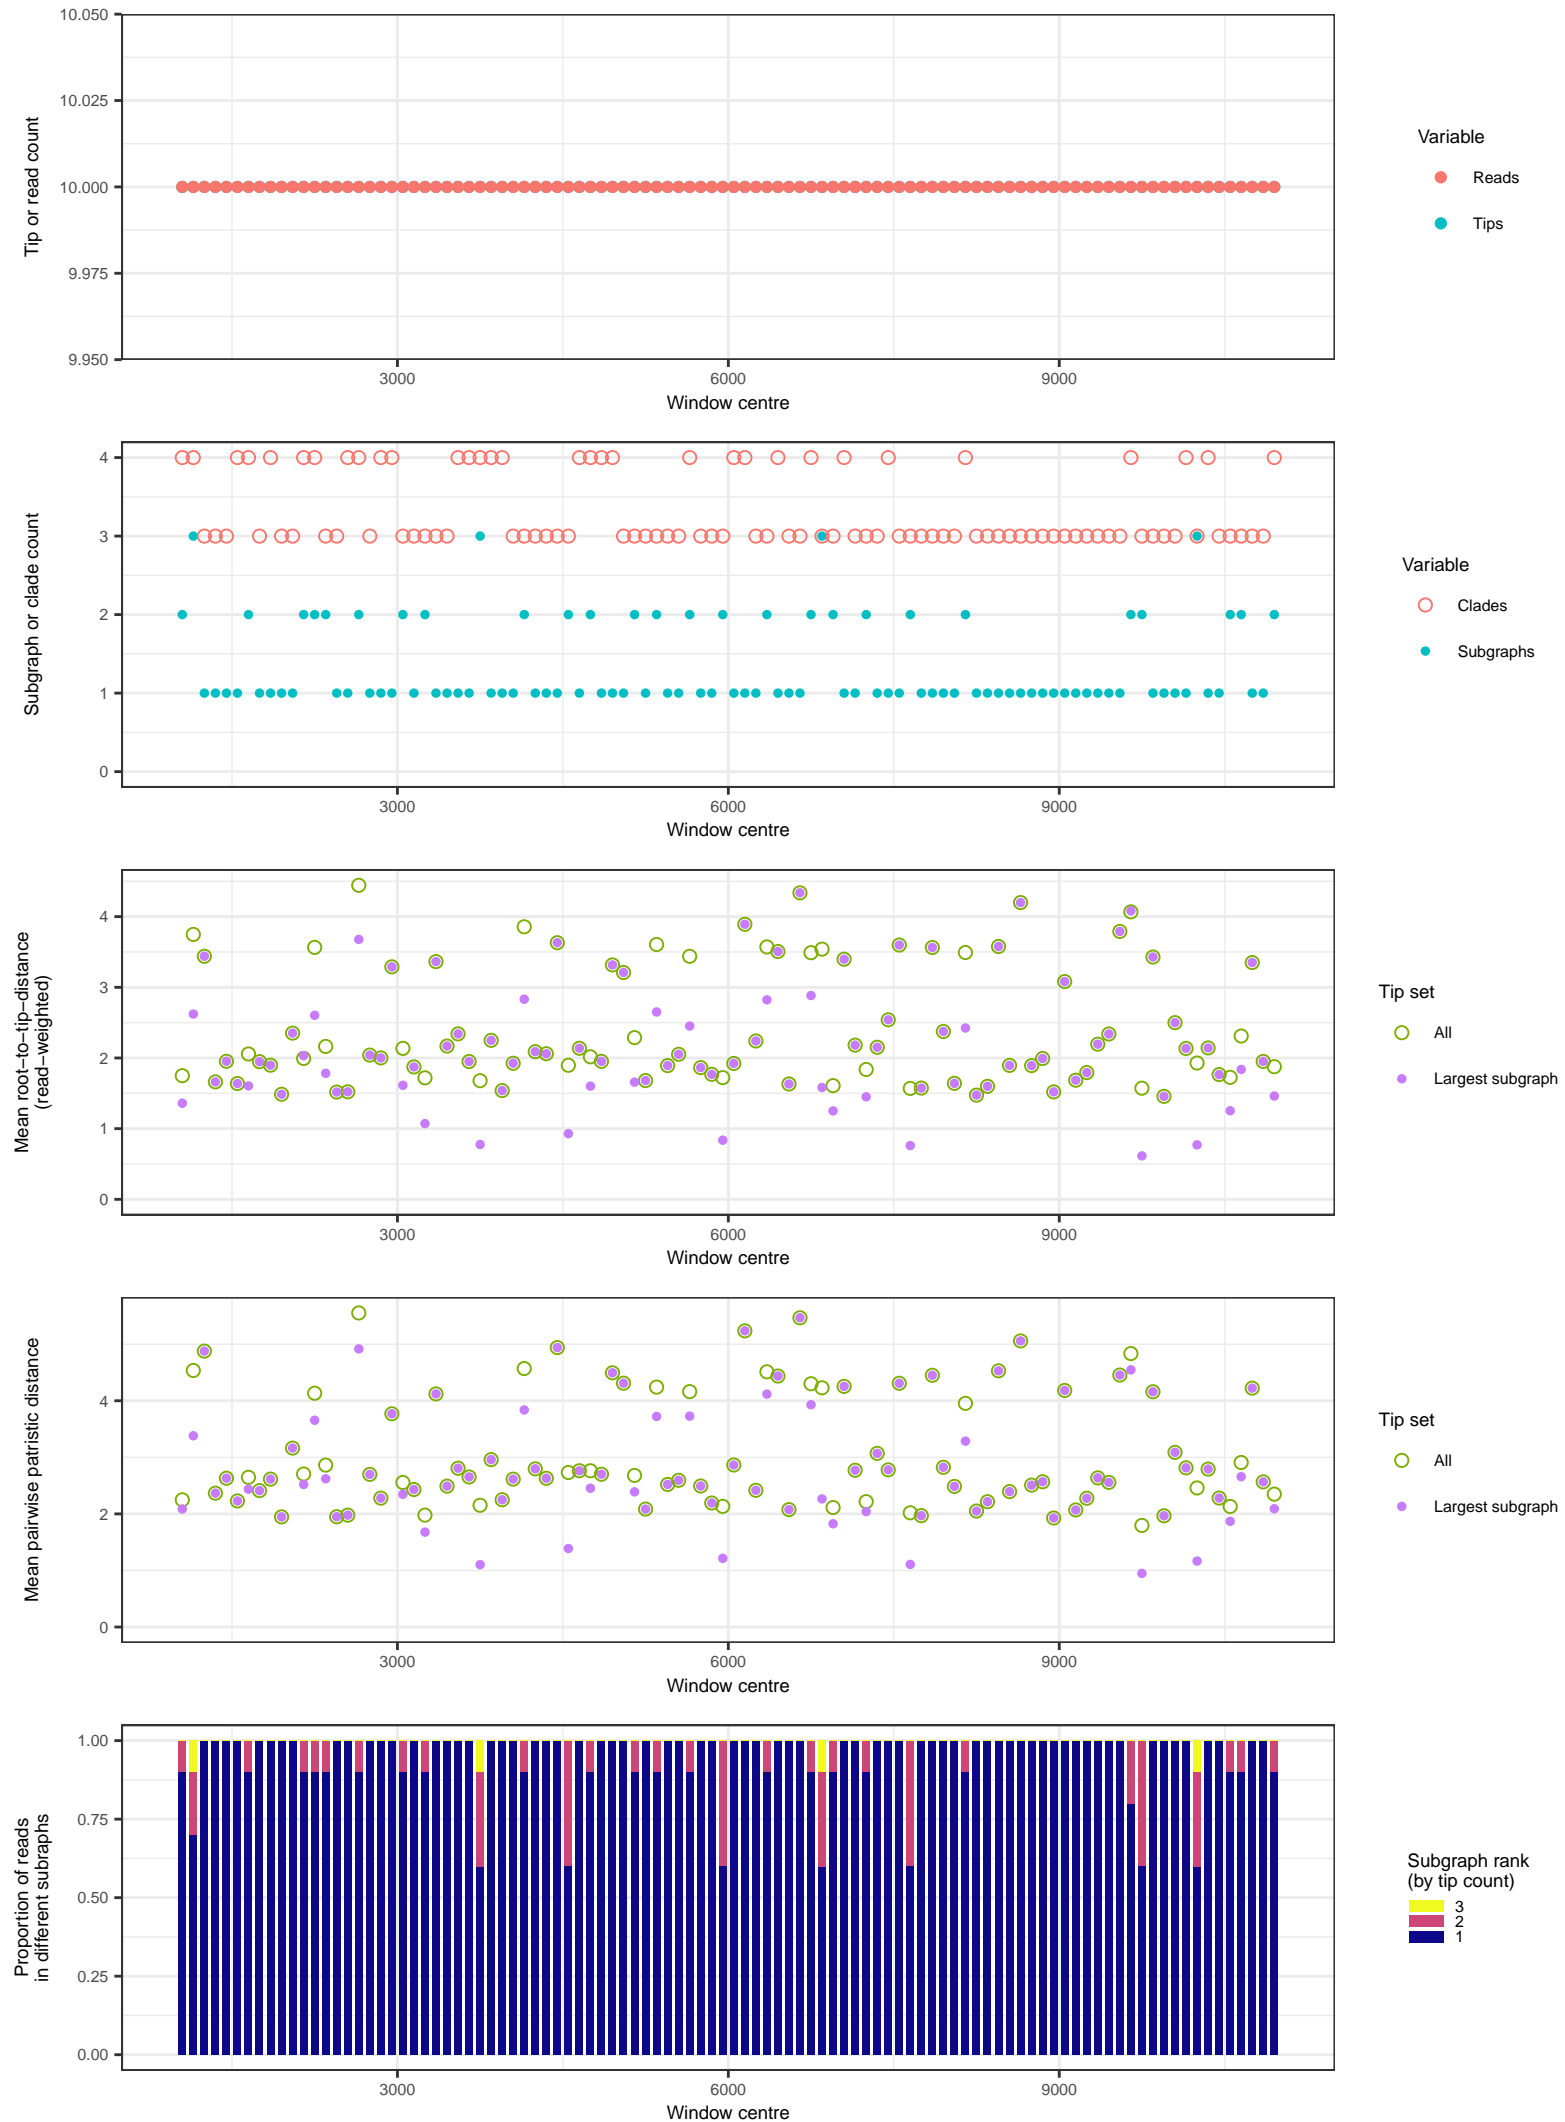 10.050
10.025
10.000
9.975
9.950
Tip or read count
3000 6000 9000
Window centre
Variable
Reads
Tips
4
3
2
1
0
Subgraph or clade count
3000 6000 9000
Window centre
Variable
Clades
Subgraphs
4
3
2
1
0
Mean root−to−tip−distance
(read−weighted)
3000 6000 9000
Window centre
Tip set
All
Largest subgraph
4
2
0
Mean pairwise patristic distance
3000 6000 9000
Window centre
Tip set
All
Largest subgraph
1.00
0.75
0.50
0.25
0.00
Proportion of reads
in different subraphs
3000 6000 9000
Window centre
Subgraph rank
(by tip count)
3
2
1